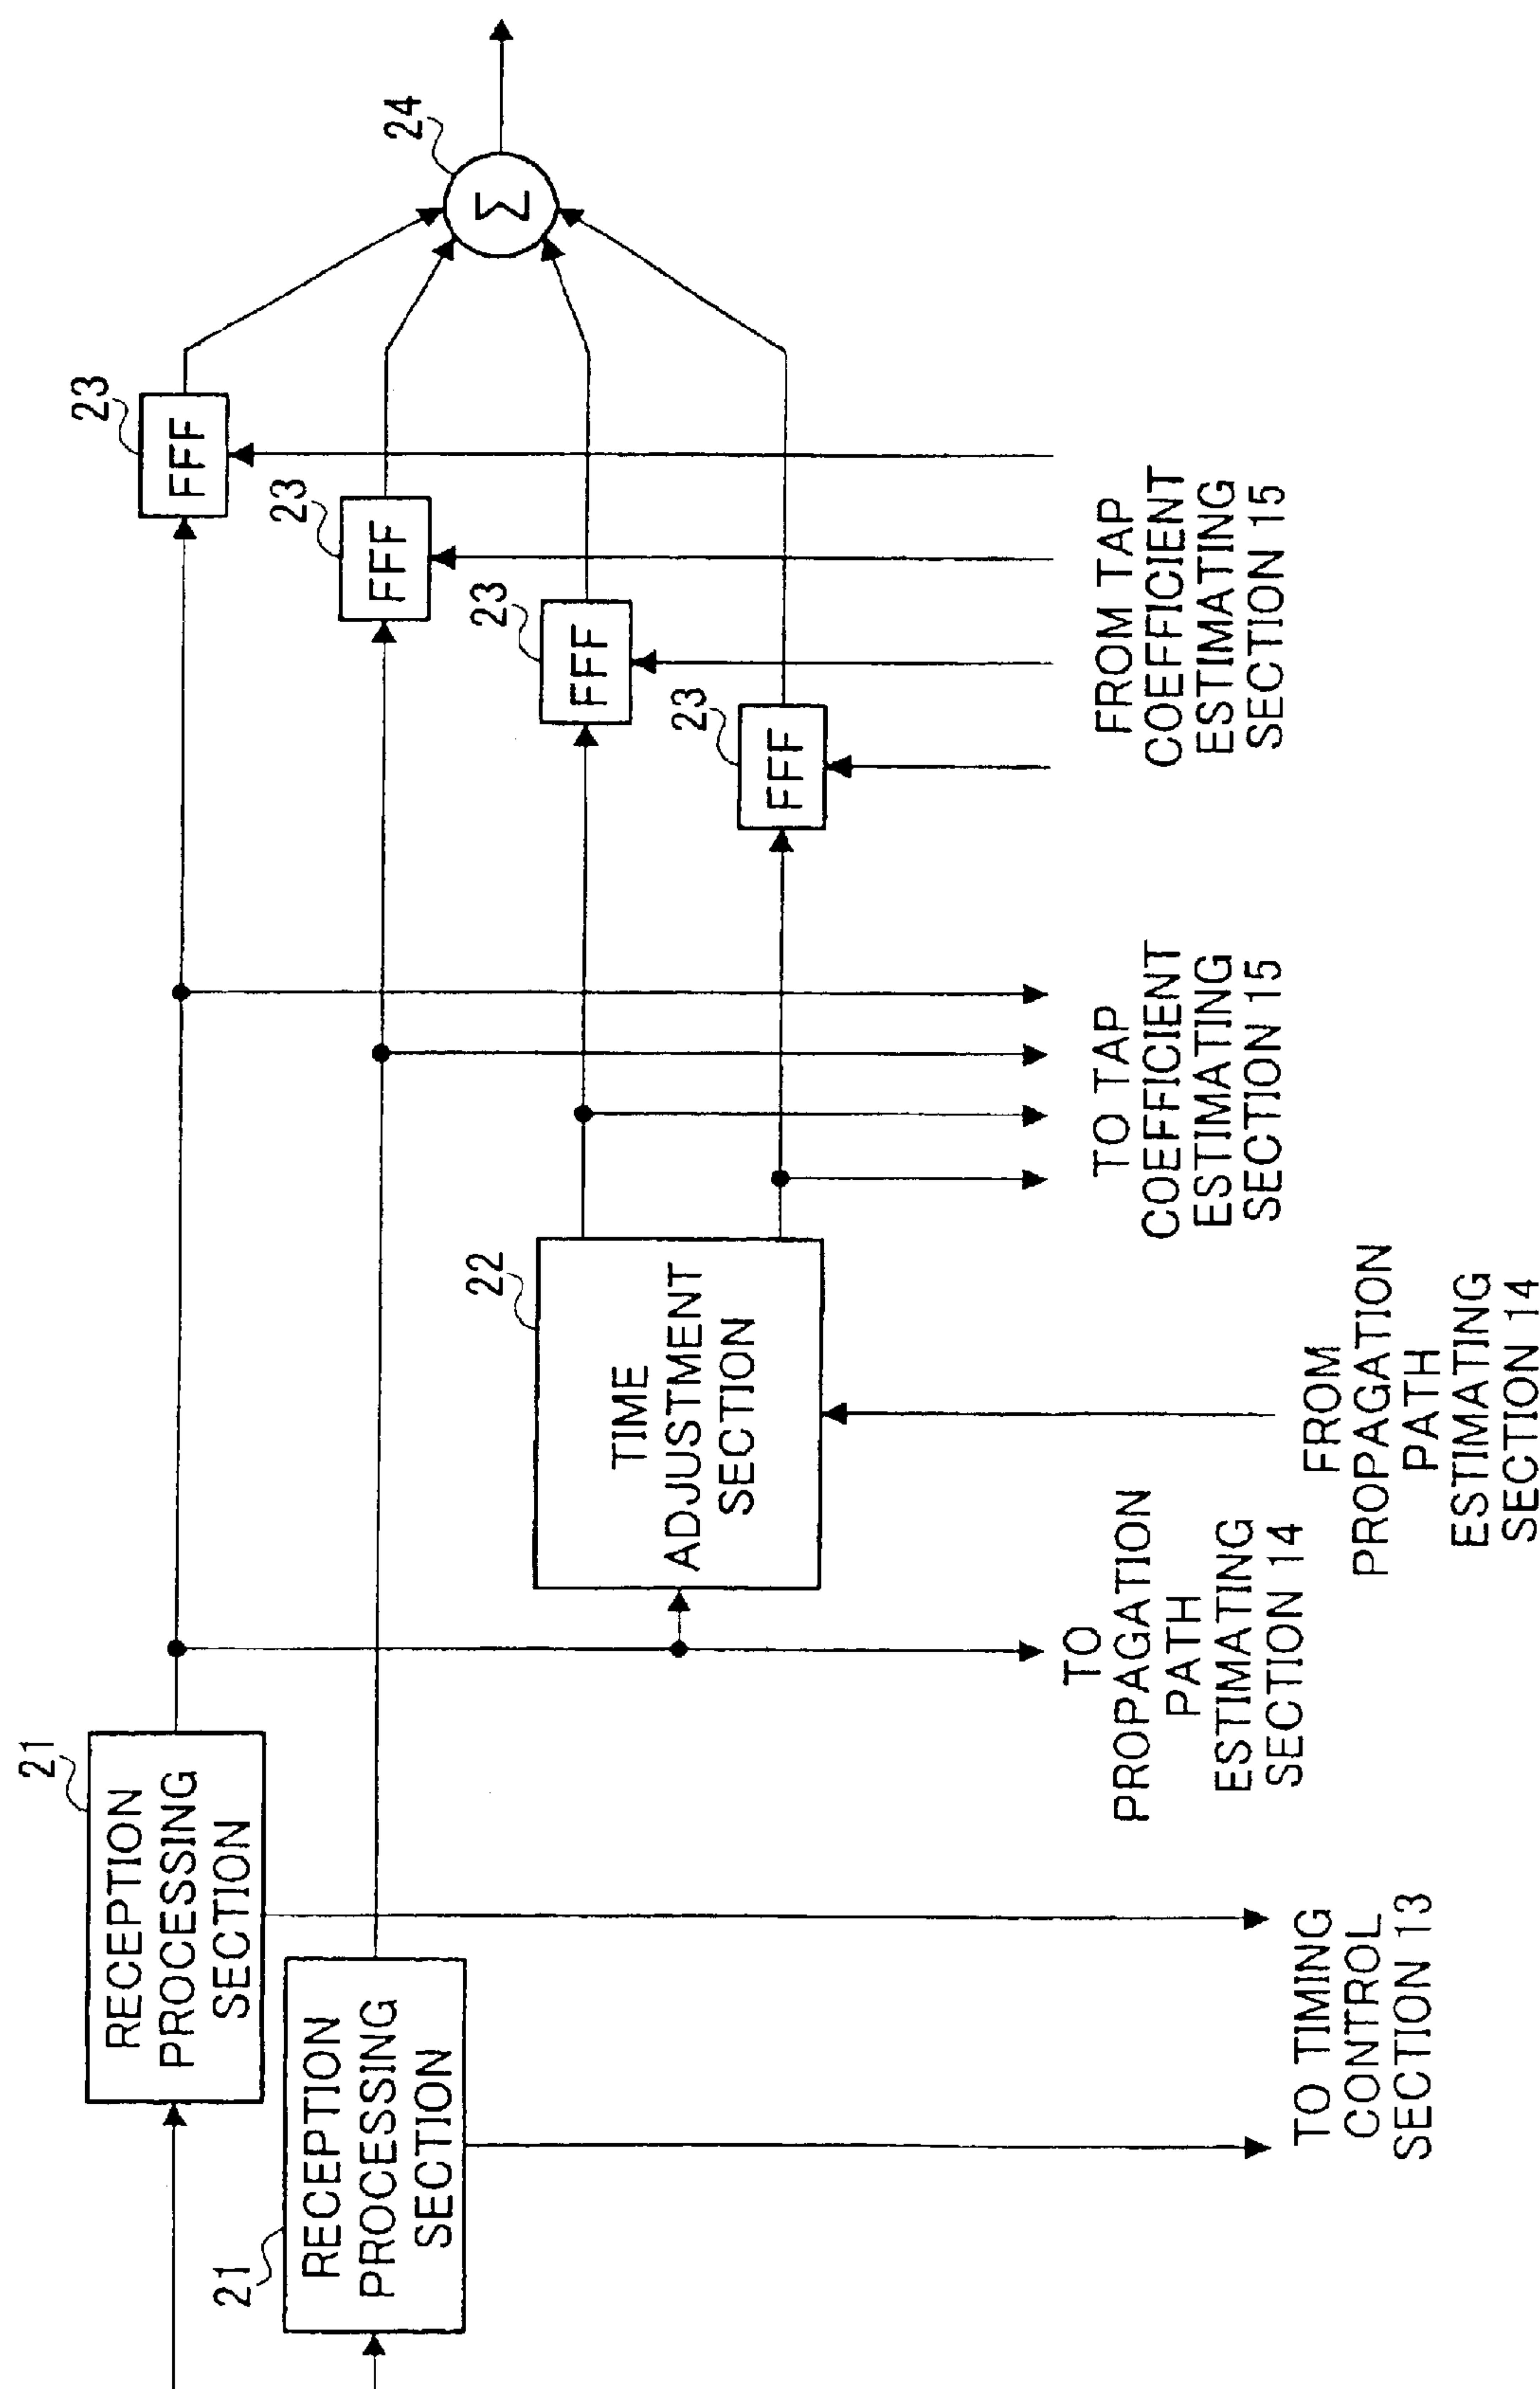 21
RECEPTION
PROCESSING
SECTION
21
RECEPTION
PROCESSING
SECTION
TO TIMING
CONTROL
SECTION 13
TO
PROPAGATION
PATH
ESTIMATING
SECTION 14
22
TIME
ADJUSTMENT
SECTION
FROM
PROPAGATION
PATH
ESTIMATING
SECTION 14
TO TAP
COEFFICIENT
ESTIMATING
SECTION 15
23
FFF
23
FFF
23
FFF
23
FFF
FROM TAP
COEFFICIENT
ESTIMATING
SECTION 15
24
Σ